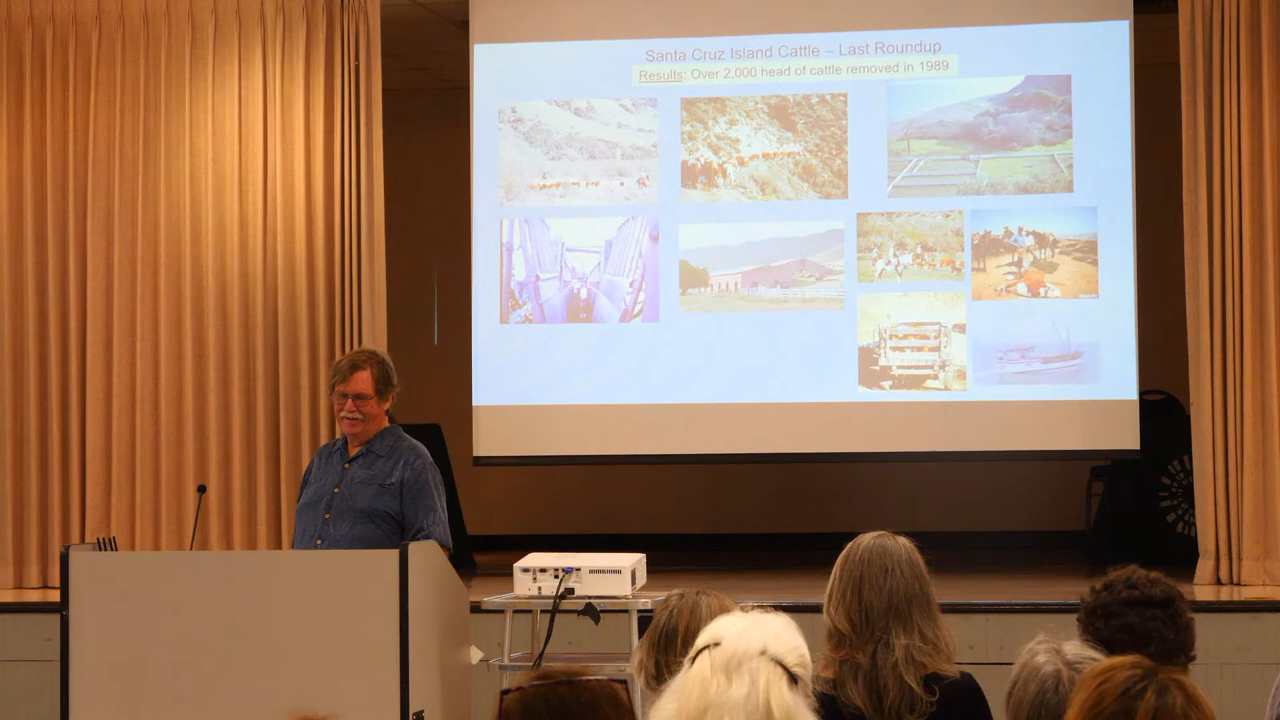 Santa Cruz Island Cattle – Last Roundup
Results: Over 2,000 head of cattle removed in 1989